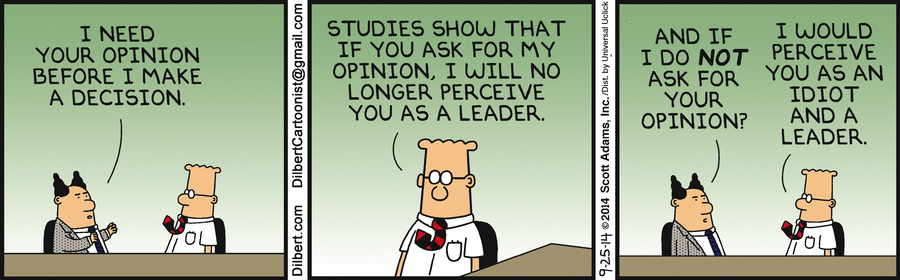 I NEED
YOUR OPINION
BEFORE I MAKE
A DECISION.
Dilbert.com DilbertCartoonist@gmail.com
STUDIES SHOW THAT
IF YOU ASK FOR MY
OPINION, I WILL NO
LONGER PERCEIVE
YOU AS A LEADER.
9-25-14 © 2014 Scott Adams, Inc. /Dist. by Universal Uclick
AND IF
I DO NOT
ASK FOR
YOUR
OPINION?
I WOULD
PERCEIVE
YOU AS AN
IDIOT
AND A
LEADER.